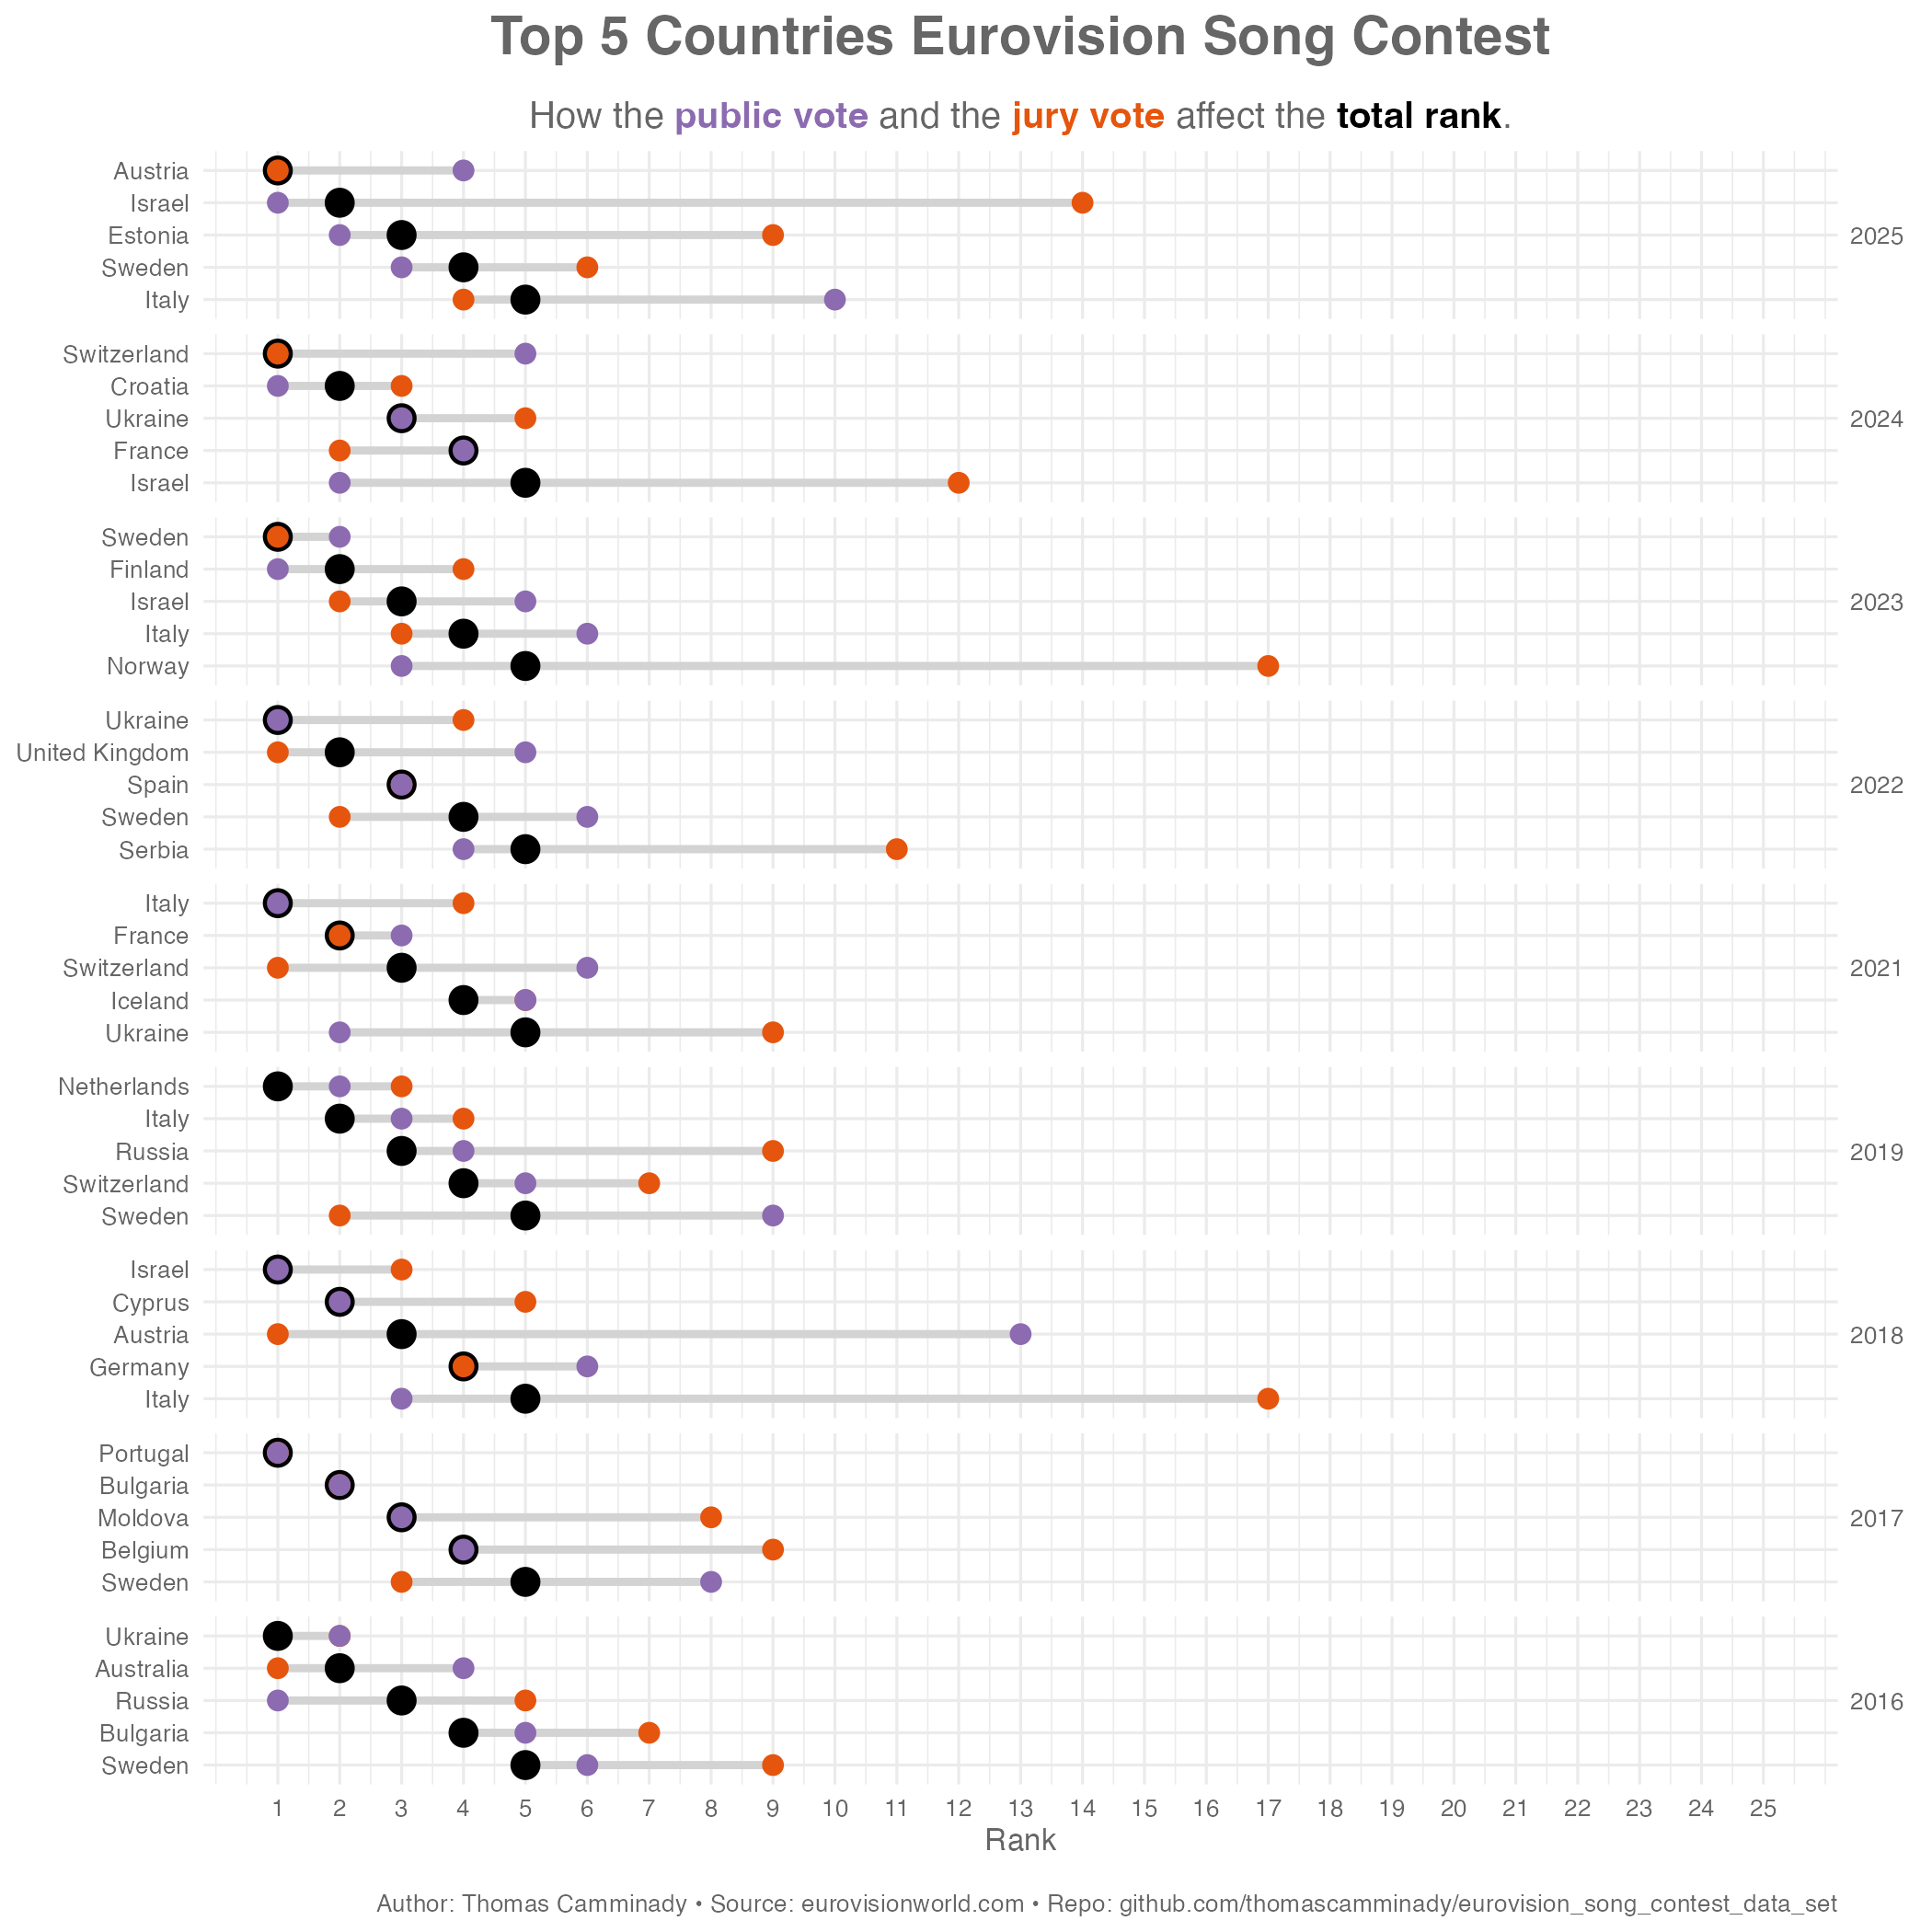 Top 5 Countries Eurovision Song Contest
How the public vote and the jury vote affect the total rank.
Austria
Israel
Estonia
Sweden
Italy
2025
Switzerland
Croatia
Ukraine
France
Israel
2024
Sweden
Finland
Israel
Italy
Norway
2023
Ukraine
United Kingdom
Spain
Sweden
Serbia
2022
Italy
France
Switzerland
Iceland
Ukraine
2021
Netherlands
Italy
Russia
Switzerland
Sweden
2019
Israel
Cyprus
Austria
Germany
Italy
2018
Portugal
Bulgaria
Moldova
Belgium
Sweden
2017
Ukraine
Australia
Russia
Bulgaria
Sweden
2016
1 2 3 4 5 6 7 8 9 10 11 12 13 14 15 16 17 18 19 20 21 22 23 24 25
Rank
Author: Thomas Camminady • Source: eurovisionworld.com • Repo: github.com/thomascamminady/eurovision_song_contest_data_set